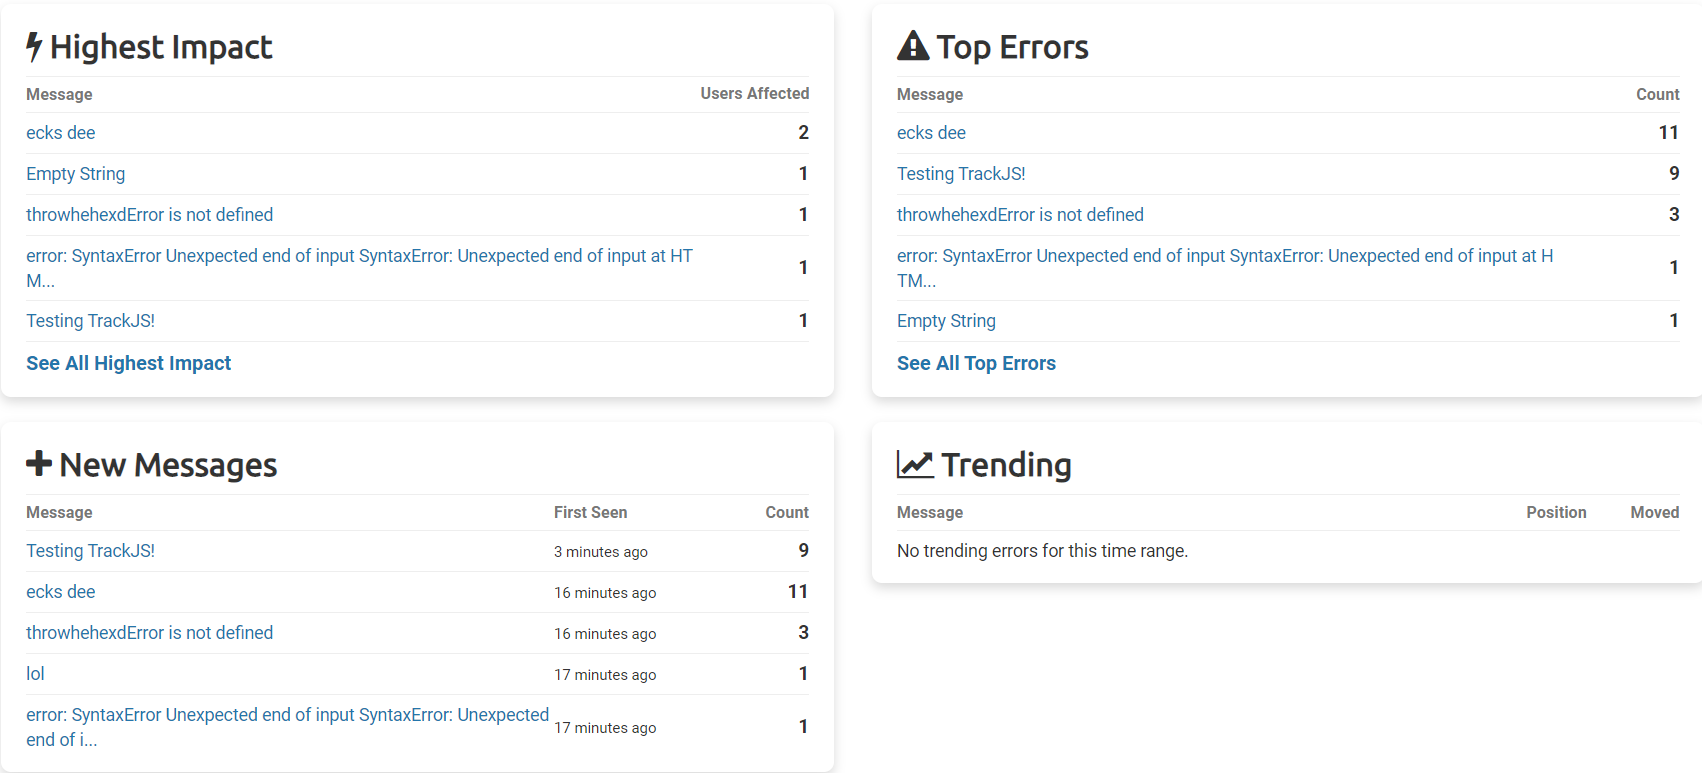 Highest Impact
Message Users Affected
ecks dee 2
Empty String 1
throwhehexdError is not defined 1
error: SyntaxError Unexpected end of input SyntaxError: Unexpected end of input at HT
M... 1
Testing TrackJS! 1
See All Highest Impact
Top Errors
Message Count
ecks dee 11
Testing TrackJS! 9
throwhehexdError is not defined 3
error: SyntaxError Unexpected end of input SyntaxError: Unexpected end of input at H
TM... 1
Empty String 1
See All Top Errors
New Messages
Message First Seen Count
Testing TrackJS! 3 minutes ago 9
ecks dee 16 minutes ago 11
throwhehexdError is not defined 16 minutes ago 3
lol 17 minutes ago 1
error: SyntaxError Unexpected end of input SyntaxError: Unexpected
end of i... 17 minutes ago 1
Trending
Message Position Moved
No trending errors for this time range.